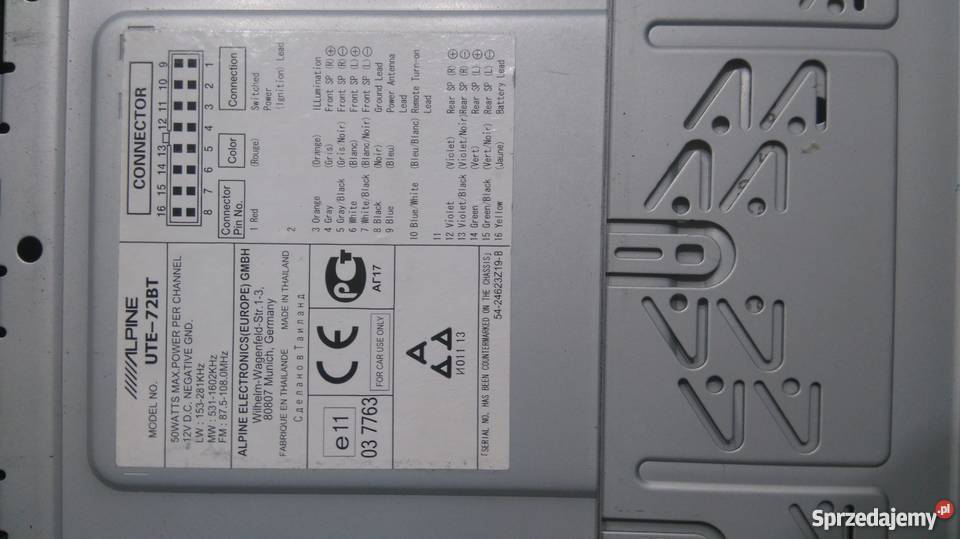 ALPINE
MODEL NO. UTE-72BT
50WATTS MAX.POWER PER CHANNEL
12V D.C. NEGATIVE GND.
LW : 153-281KHz
MW : 531-1602KHz
FM : 87.5-108.0MHz
ALPINE ELECTRONICS(EUROPE) GMBH
Wilhelm-Wagenfeld-Str.1-3,
80807 Munich, Germany
FABRIQUE EN THAILANDE MADE IN THAILAND
Сделано в Таиланд
e11
03 7763
CE
FOR CAR USE ONLY
РСТ
АГ17
A
И011 13
「SERIAL NO. HAS BEEN COUNTERMARKED ON THE CHASSIS」
54-24623Z19-B
CONNECTOR
16 15 14 13 12 11 10 9
8 7 6 5 4 3 2 1
Connector Pin No. Color Connection
1 Red (Rouge) Switched Power (Ignition) Lead
2
3 Orange (Orange) Illumination
4 Gray (Gris) Front SP (R) ⊕
5 Gray/Black (Gris/Noir) Front SP (R) ⊖
6 White (Blanc) Front SP (L) ⊕
7 White/Black (Blanc/Noir) Front SP (L) ⊖
8 Black (Noir) Ground Lead
9 Blue (Bleu) Power Antenna Lead
10 Blue/White (Bleu/Blanc) Remote Turn-on Lead
11
12 Violet (Violet) Rear SP (R) ⊕
13 Violet/Black (Violet/Noir) Rear SP (R) ⊖
14 Green (Vert) Rear SP (L) ⊕
15 Green/Black (Vert/Noir) Rear SP (L) ⊖
16 Yellow (Jaune) Battery Lead
Sprzedajemy.pl